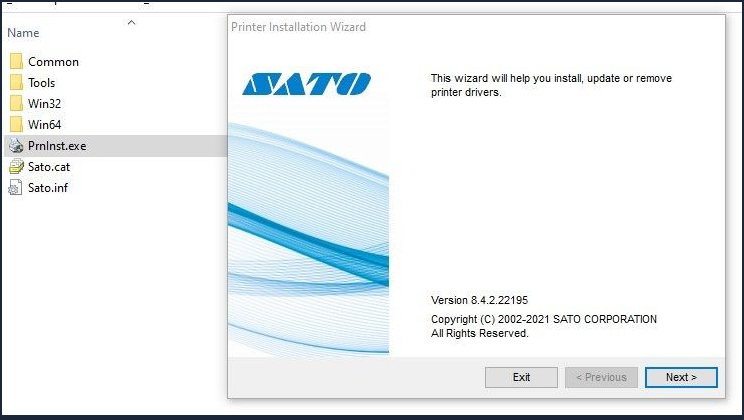 Name
Common
Tools
Win32
Win64
PrnInst.exe
Sato.cat
Sato.inf
Printer Installation Wizard
SATO
This wizard will help you install, update or remove
printer drivers.
Version 8.4.2.22195
Copyright (C) 2002-2021 SATO CORPORATION
All Rights Reserved.
Exit
< Previous
Next >